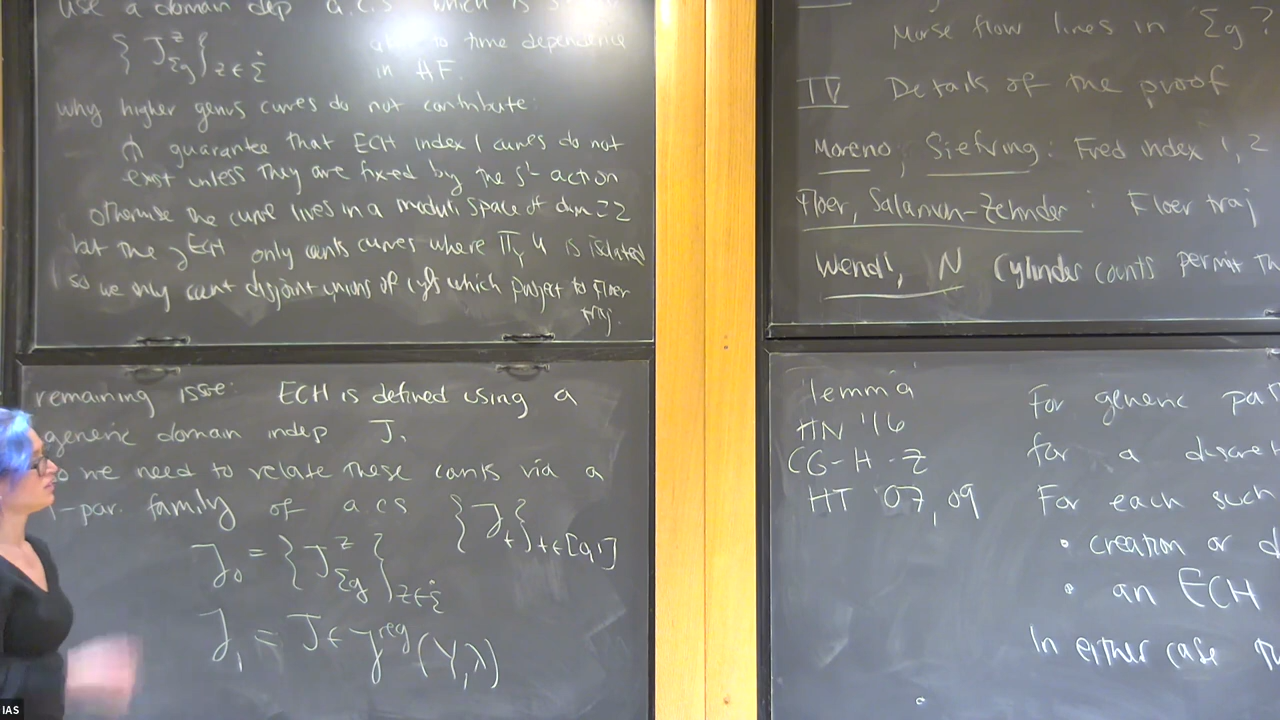 use a domain dep a.c.s which is
{ J^z_{Σg} }_{z∈Σ̇} to time dependence
in HF.
why higher genus curves do not contribute:
⋔ guarantee that ECH index 1 curves do not
exist unless they are fixed by the S¹-action
otherwise the curve lives in a moduli space of dim ≥ 2
but the ∂^ECH only counts curves where π_Y u is isolated
so we only count disjoint unions of cyls which project to Floer
traj.
remaining issue: ECH is defined using a
generic domain indep J.
so we need to relate these counts via a
1-par. family of a.c.s {J_t}_{t∈[0,1]}
J_0 = { J^z_{Σg} }_{z∈Σ̇}
J_1 = J ∈ J^reg(Y,λ)
Morse flow lines in Σg?
IV Details of the proof
Moreno, Siefring: Fred index 1, 2
Floer, Salamon-Zehnder: Floer traj
Wendl, N Cylinder counts permit
lemma For generic
HN '16
CG-H-Z for a
HT '07, 09 For each such
• creation or
• an ECH
In either case
IAS